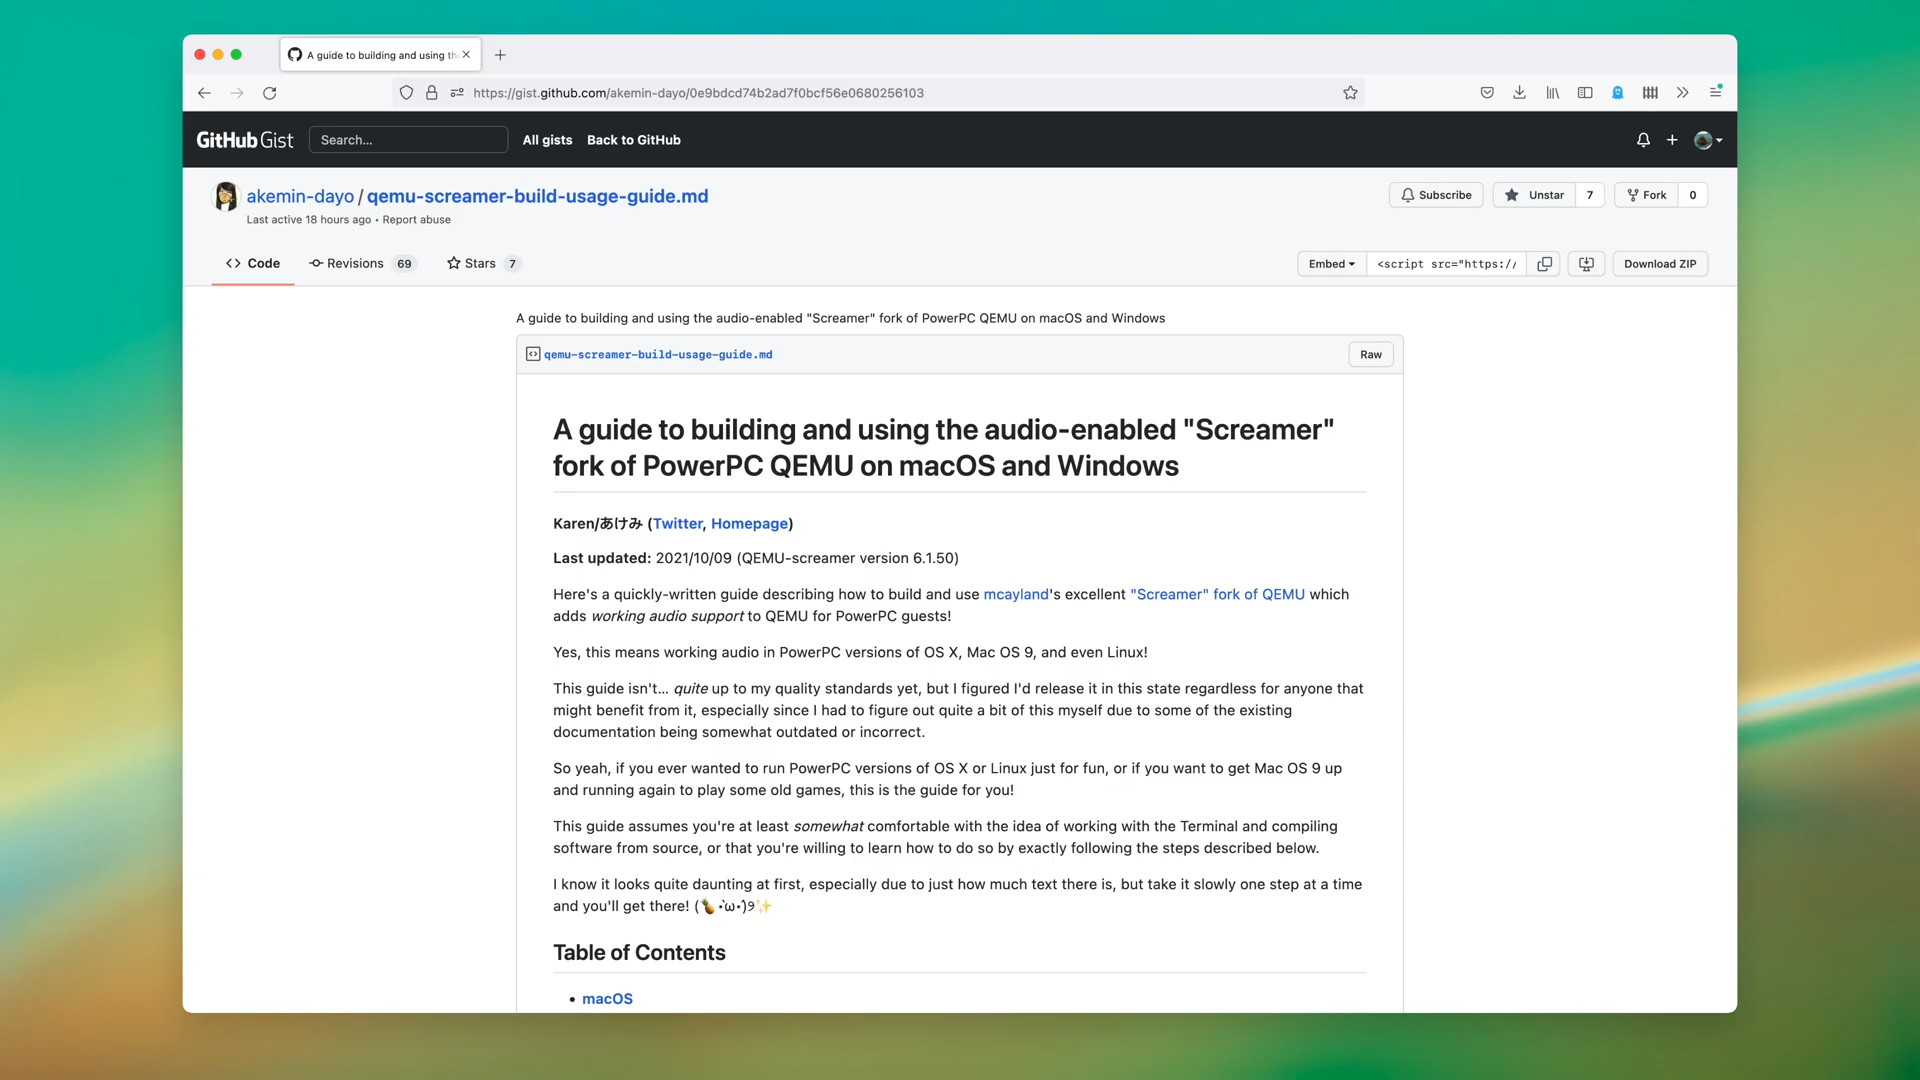 A guide to building and using th
https://gist.github.com/akemin-dayo/0e9bdcd74b2ad7f0bcf56e0680256103
GitHub Gist
Search...
All gists
Back to GitHub
akemin-dayo / qemu-screamer-build-usage-guide.md
Subscribe
Unstar 7
Fork 0
Last active 18 hours ago • Report abuse
Code
Revisions 69
Stars 7
Embed
<script src="https:/
Download ZIP
A guide to building and using the audio-enabled "Screamer" fork of PowerPC QEMU on macOS and Windows
qemu-screamer-build-usage-guide.md
Raw
A guide to building and using the audio-enabled "Screamer"
fork of PowerPC QEMU on macOS and Windows
Karen/あけみ (Twitter, Homepage)
Last updated: 2021/10/09 (QEMU-screamer version 6.1.50)
Here's a quickly-written guide describing how to build and use mcayland's excellent "Screamer" fork of QEMU which
adds working audio support to QEMU for PowerPC guests!
Yes, this means working audio in PowerPC versions of OS X, Mac OS 9, and even Linux!
This guide isn't... quite up to my quality standards yet, but I figured I'd release it in this state regardless for anyone that
might benefit from it, especially since I had to figure out quite a bit of this myself due to some of the existing
documentation being somewhat outdated or incorrect.
So yeah, if you ever wanted to run PowerPC versions of OS X or Linux just for fun, or if you want to get Mac OS 9 up
and running again to play some old games, this is the guide for you!
This guide assumes you're at least somewhat comfortable with the idea of working with the Terminal and compiling
software from source, or that you're willing to learn how to do so by exactly following the steps described below.
I know it looks quite daunting at first, especially due to just how much text there is, but take it slowly one step at a time
and you'll get there! (🍍•̀ω•́)୨✨
Table of Contents
• macOS